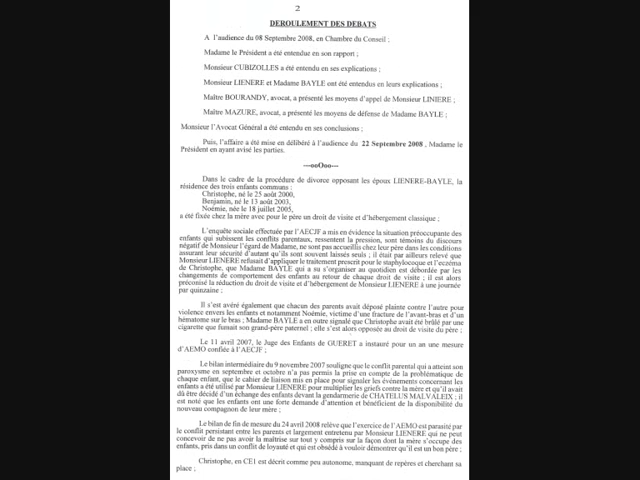 2
DEROULEMENT DES DEBATS
A l'audience du 08 Septembre 2008, en Chambre du Conseil ;
Madame le Président a été entendue en son rapport ;
Monsieur CUBIZOLLES a été entendu en ses explications ;
Monsieur LIENERE et Madame BAYLE ont été entendus en leurs explications ;
Maître BOURANDY, avocat, a présenté les moyens d'appel de Monsieur LINIERE ;
Maître MAZURE, avocat, a présenté les moyens de défense de Madame BAYLE ;
Monsieur l'Avocat Général a été entendu en ses conclusions ;
Puis, l'affaire a été mise en délibéré à l'audience du 22 Septembre 2008 , Madame le
Président en ayant avisé les parties.
---ooOoo---
Dans le cadre de la procédure de divorce opposant les époux LIENERE-BAYLE, la
résidence des trois enfants communs :
Christophe, né le 25 août 2000,
Benjamin, né le 13 août 2003,
Noémie, née le 18 juillet 2005,
a été fixée chez la mère avec pour le père un droit de visite et d'hébergement classique ;
L'enquête sociale effectuée par l'AECJF a mis en évidence la situation préoccupante des
enfants qui subissent les conflits parentaux, ressentent la pression, sont témoins du discours
négatif de Monsieur l'égard de Madame, ne sont pas accueillis chez leur père dans les conditions
assurant leur sécurité d'autant qu'ils sont souvent laissés seuls ; il était par ailleurs relevé que
Monsieur LIENERE refusait d'appliquer le traitement prescrit pour le staphylocoque et l'eczéma
de Christophe, que Madame BAYLE qui a su s'organiser au quotidien est débordée par les
changements de comportement des enfants au retour de chaque droit de visite ; il est alors
préconisé la réduction du droit de visite et d'hébergement de Monsieur LIENERE à une journée
par quinzaine ;
Il s'est avéré également que chacun des parents avait déposé plainte contre l'autre pour
violence envers les enfants et notamment Noémie, victime d'une fracture de l'avant-bras et d'un
hématome sur le bras ; Madame BAYLE a en outre signalé que Christophe avait été brûlé par une
cigarette que fumait son grand-père paternel ; elle s'est alors opposée au droit de visite du père ;
Le 11 avril 2007, le Juge des Enfants de GUERET a instauré pour un an une mesure
d'AEMO confiée à l'AECJF ;
Le bilan intermédiaire du 9 novembre 2007 souligne que le conflit parental qui a atteint son
paroxysme en septembre et octobre n'a pas permis la prise en compte de la problématique de
chaque enfant, que le cahier de liaison mis en place pour signaler les événements concernant les
enfants a été utilisé par Monsieur LIENERE pour multiplier les griefs contre la mère et qu'il avait
dû être décidé d'un échange des enfants devant la gendarmerie de CHATELUS MALVALEIX ; il
est noté que les enfants ont une forte demande d'attention et bénéficient de la disponibilité du
nouveau compagnon de leur mère ;
Le bilan de fin de mesure du 24 avril 2008 relève que l'exercice de l'AEMO est parasité par
le conflit persistant entre les parents et largement entretenu par Monsieur LIENERE qui ne peut
concevoir de ne pas avoir la maîtrise sur tout y compris sur la façon dont la mère s'occupe des
enfants, pris dans un conflit de loyauté et qui est obsédé à vouloir démontrer qu'il est un bon père ;
Christophe, en CE1 est décrit comme peu autonome, manquant de repères et cherchant sa
place ;